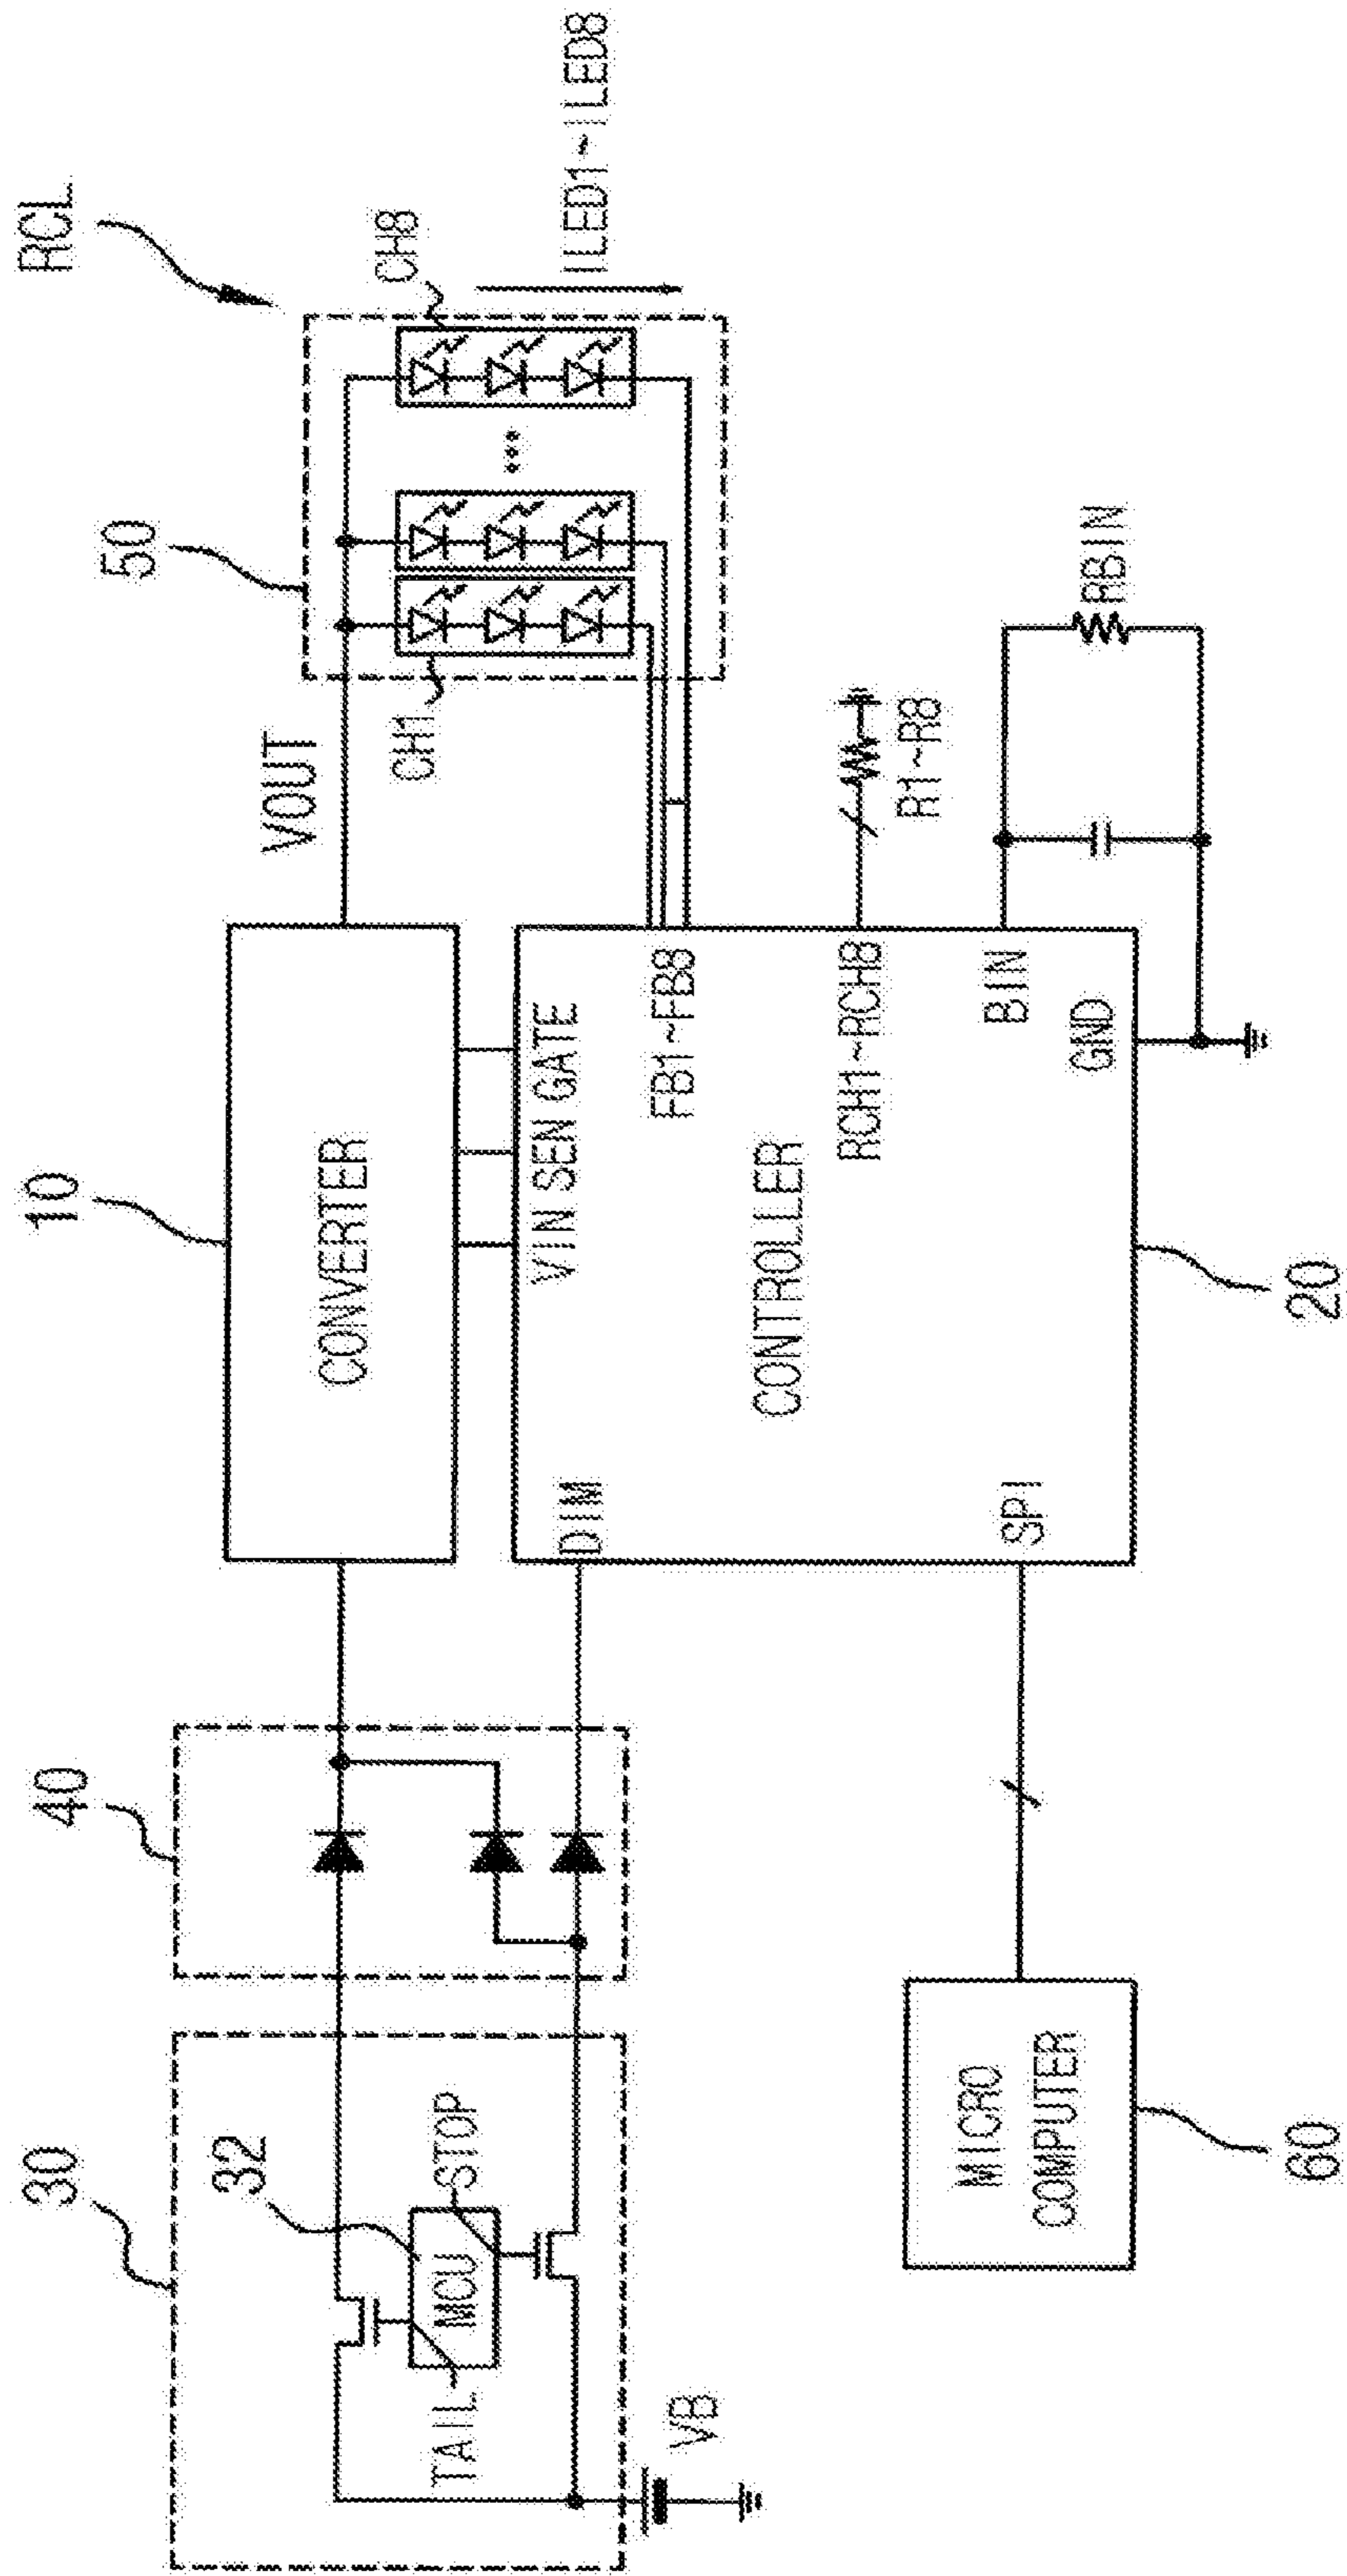 30
32
TAIL
MCU
STOP
VB
40
10
CONVERTER
VOUT
50
RCL
CH1
CH8
ILED1~ILED8
DIM
VIN SEN GATE
FB1~FB8
CONTROLLER
RCH1~RCH8
R1~R8
SPI
BIN
RBIN
GND
20
MICRO
COMPUTER
60